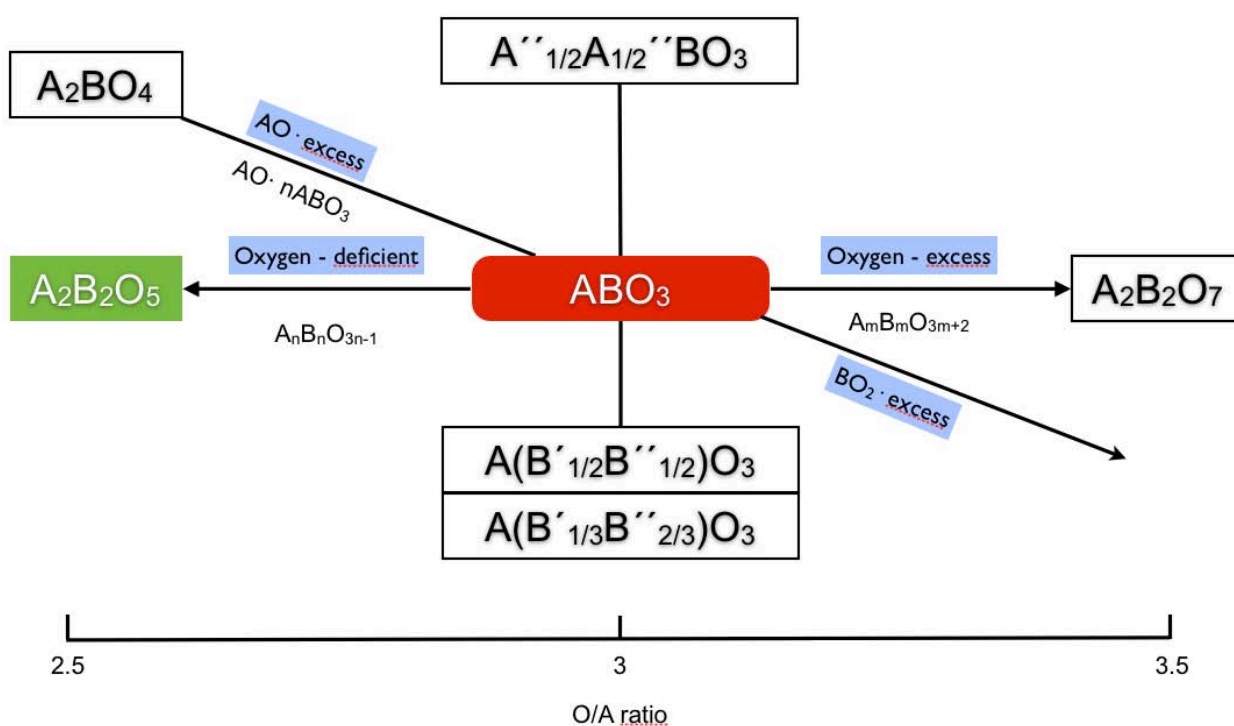 A´´1/2A1/2´´BO3
A2BO4
AO · excess
AO· nABO3
Oxygen - deficient
Oxygen - excess
A2B2O5
ABO3
A2B2O7
AnBnO3n-1
AmBmO3m+2
BO2 · excess
A(B´1/2B´´1/2)O3
A(B´1/3B´´2/3)O3
2.5
3
3.5
O/A ratio